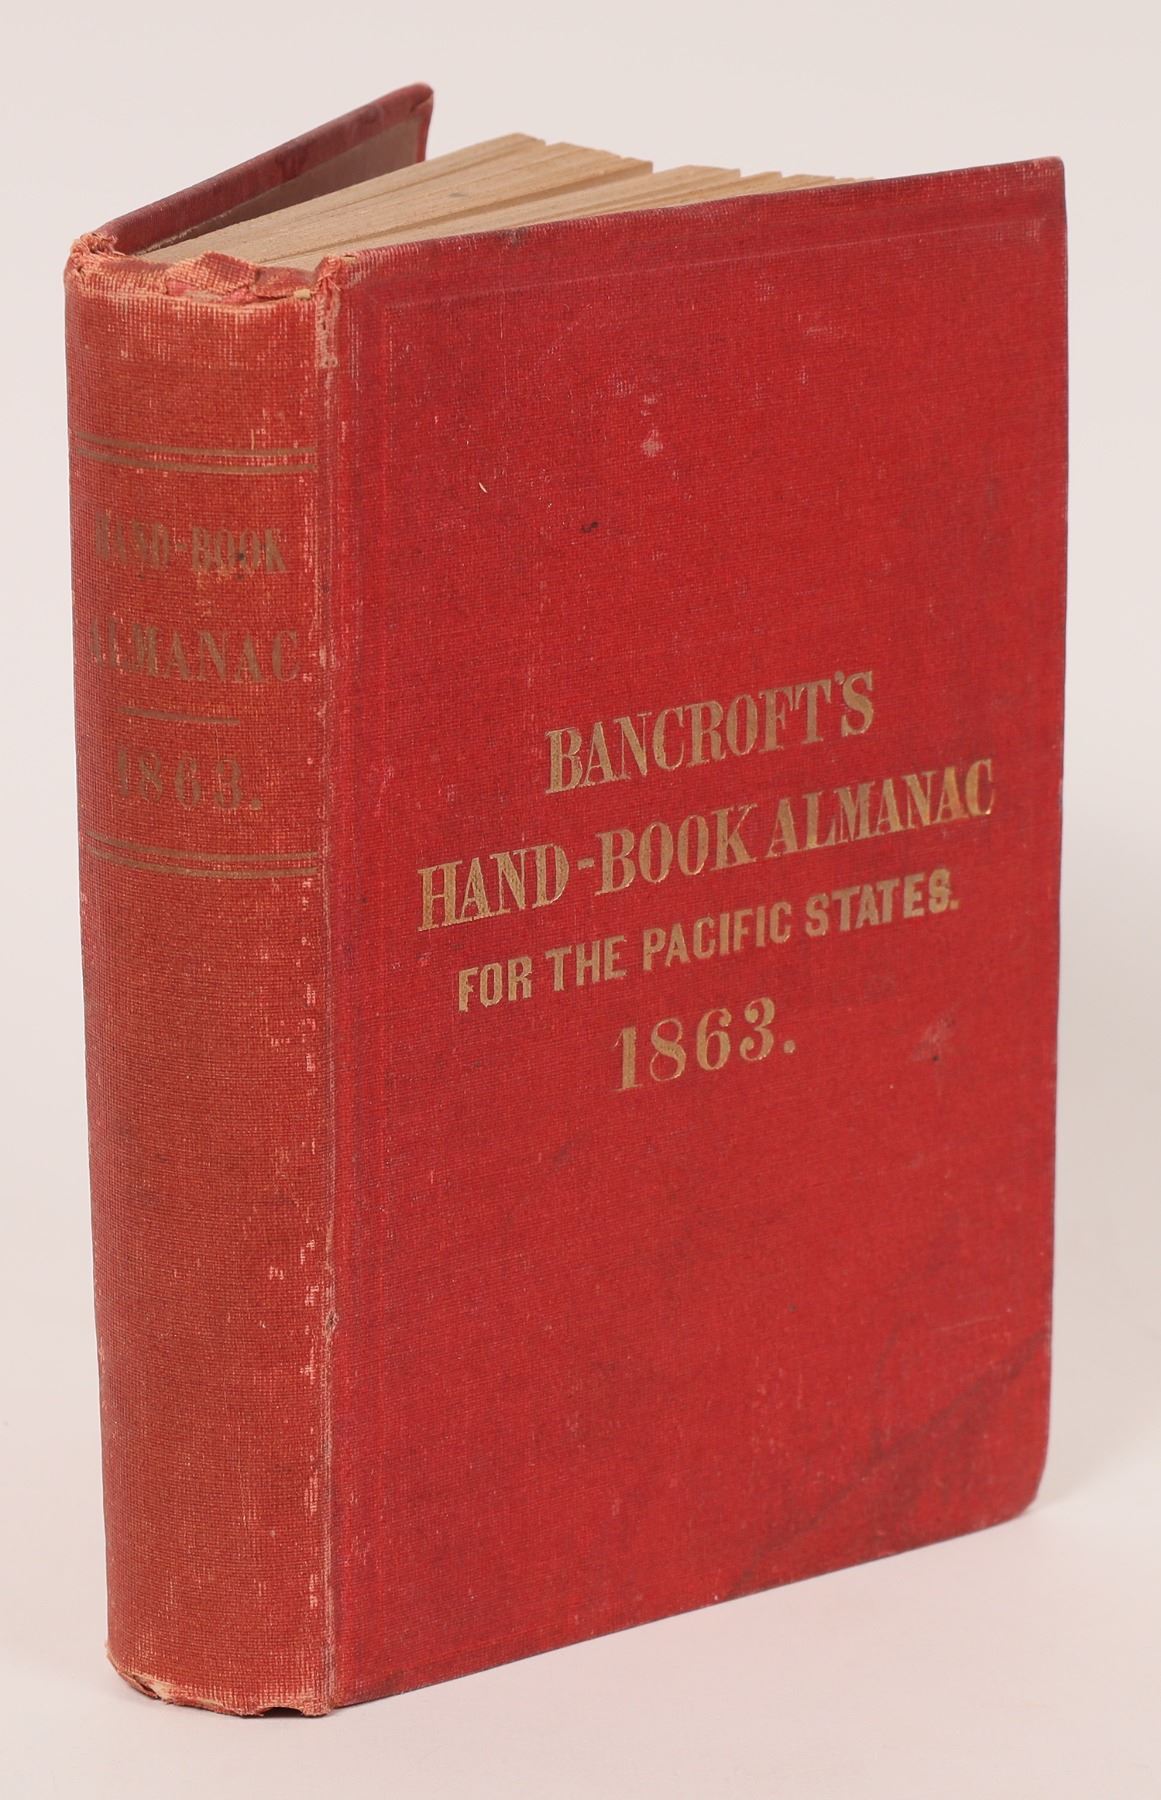 HAND-BOOK
ALMANAC
1863.
BANCROFT'S
HAND-BOOK ALMANAC
FOR THE PACIFIC STATES.
1863.